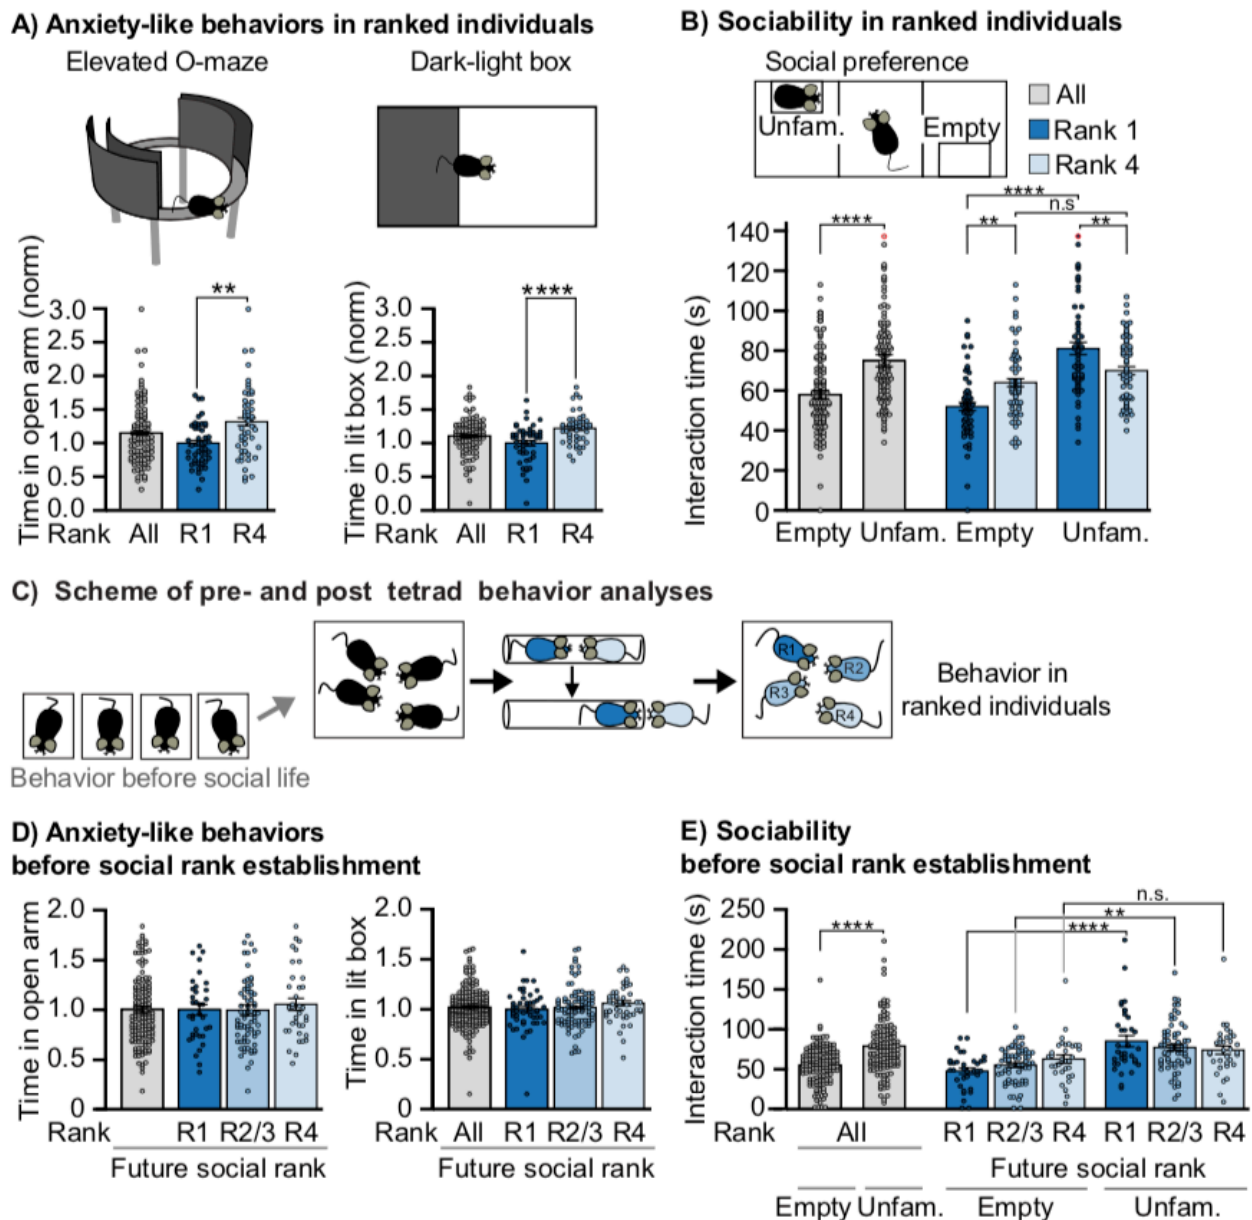 A) Anxiety-like behaviors in ranked individuals
Elevated O-maze
Dark-light box
Time in open arm (norm)
3.0
2.5
2.0
1.5
1.0
0.5
0.0
**
Rank All R1 R4
Time in lit box (norm)
3.0
2.5
2.0
1.5
1.0
0.5
0.0
****
Rank All R1 R4
B) Sociability in ranked individuals
Social preference
Unfam.
Empty
All
Rank 1
Rank 4
Interaction time (s)
140
120
100
80
60
40
20
0
****
****
n.s
**
**
Empty Unfam. Empty Unfam.
C) Scheme of pre- and post tetrad behavior analyses
Behavior before social life
R1
R2
R3
R4
Behavior in
ranked individuals
D) Anxiety-like behaviors
before social rank establishment
Time in open arm
2.0
1.5
1.0
0.5
0
Rank R1 R2/3 R4
Future social rank
Time in lit box
2.0
1.5
1.0
0.5
0
Rank All R1 R2/3 R4
Future social rank
E) Sociability
before social rank establishment
Interaction time (s)
250
200
150
100
50
0
****
n.s.
**
****
Rank All R1 R2/3 R4 R1 R2/3 R4
Future social rank
Empty Unfam. Empty Unfam.